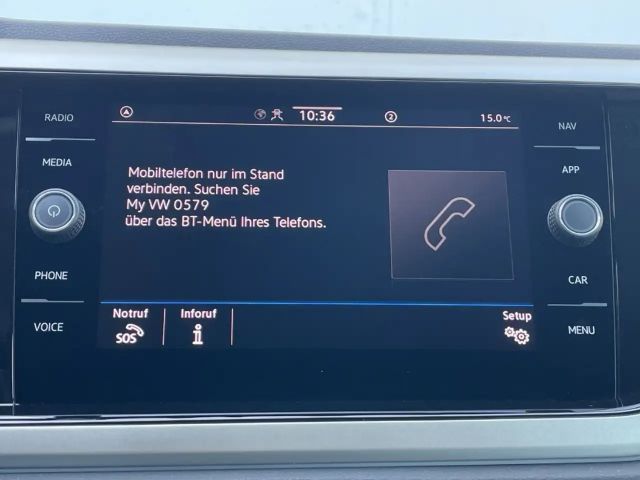 RADIO
MEDIA
PHONE
VOICE
10:36
2
15.0°C
Mobiltelefon nur im Stand
verbinden. Suchen Sie
My VW 0579
über das BT-Menü Ihres Telefons.
Notruf
SOS
Inforuf
i
Setup
NAV
APP
CAR
MENU